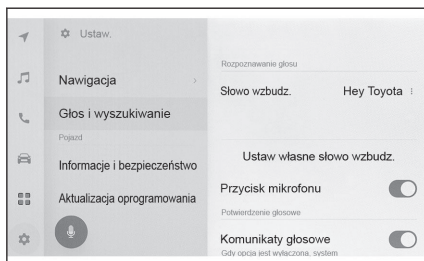 Ustaw.
Nawigacja
Głos i wyszukiwanie
Pojazd
Informacje i bezpieczeństwo
Aktualizacja oprogramowania
Rozpoznawanie głosu
Słowo wzbudz. Hey Toyota
Ustaw własne słowo wzbudz.
Przycisk mikrofonu
Potwierdzenie głosowe
Komunikaty głosowe
Gdy opcja jest wyłączona, system